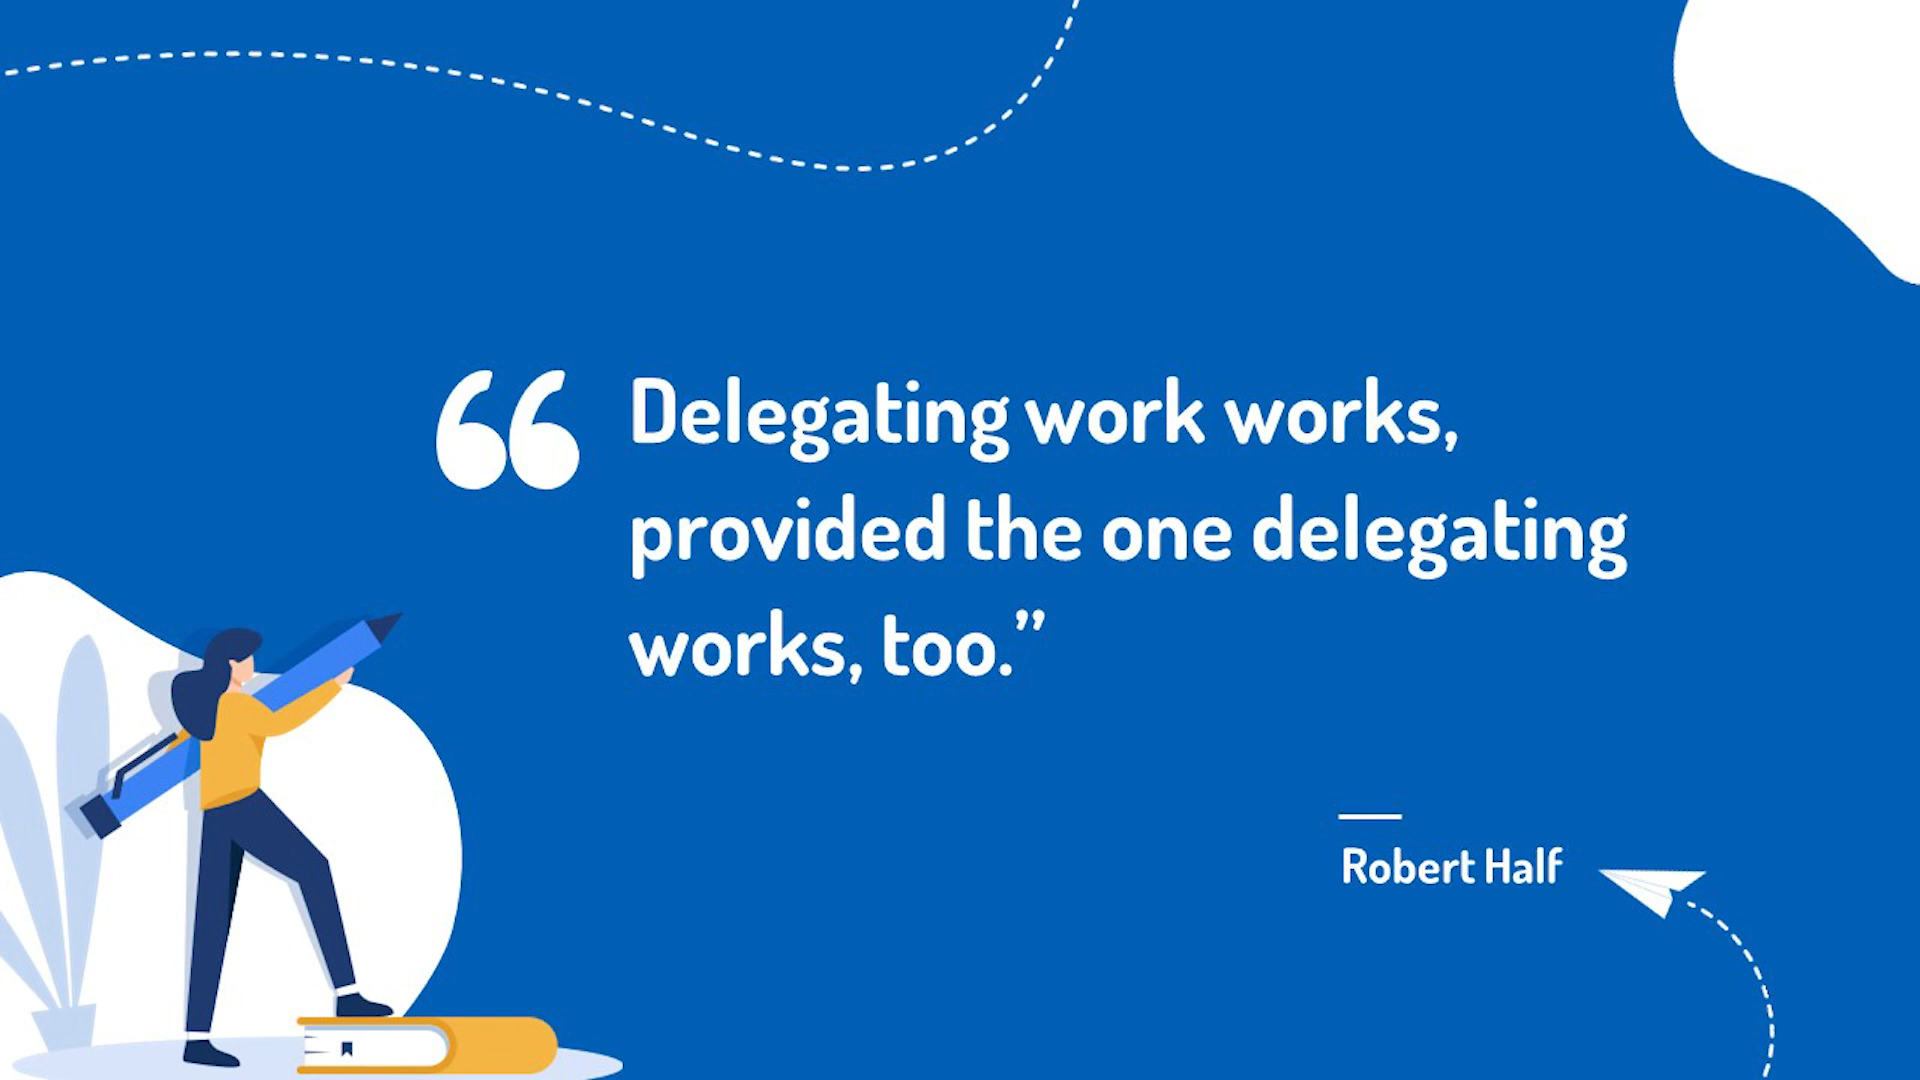 “Delegating work works,
provided the one delegating
works, too.”
Robert Half